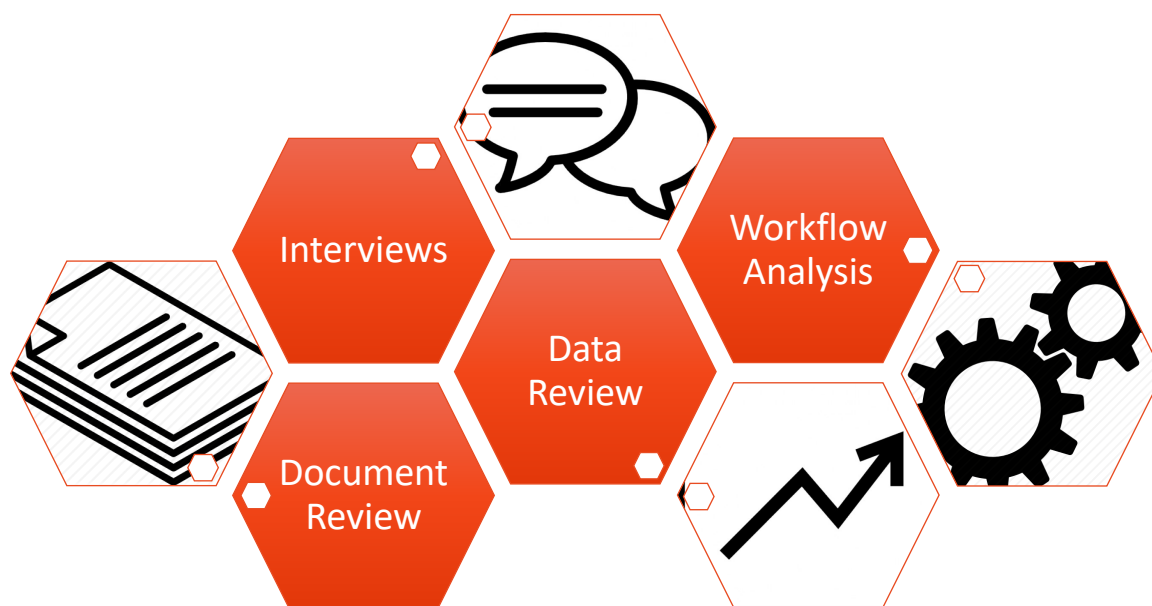 Interviews
Workflow
Analysis
Data
Review
Document
Review